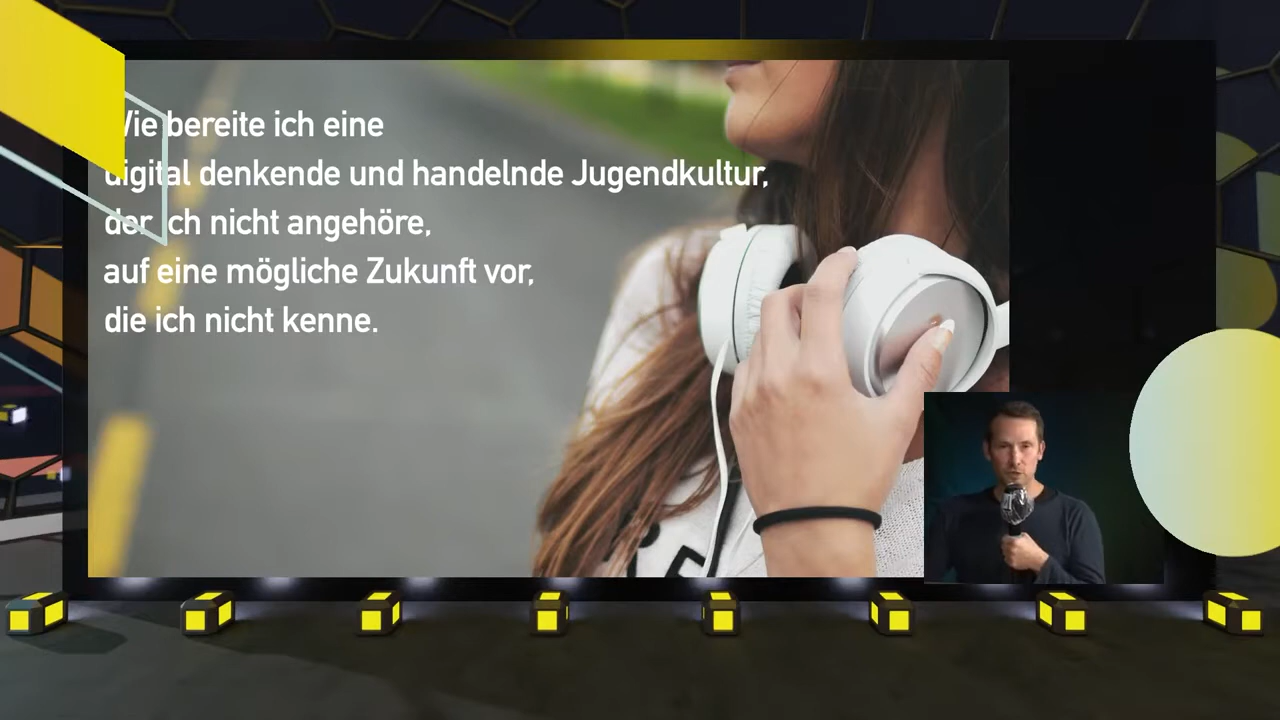 Wie bereite ich eine
digital denkende und handelnde Jugendkultur,
der ich nicht angehöre,
auf eine mögliche Zukunft vor,
die ich nicht kenne.